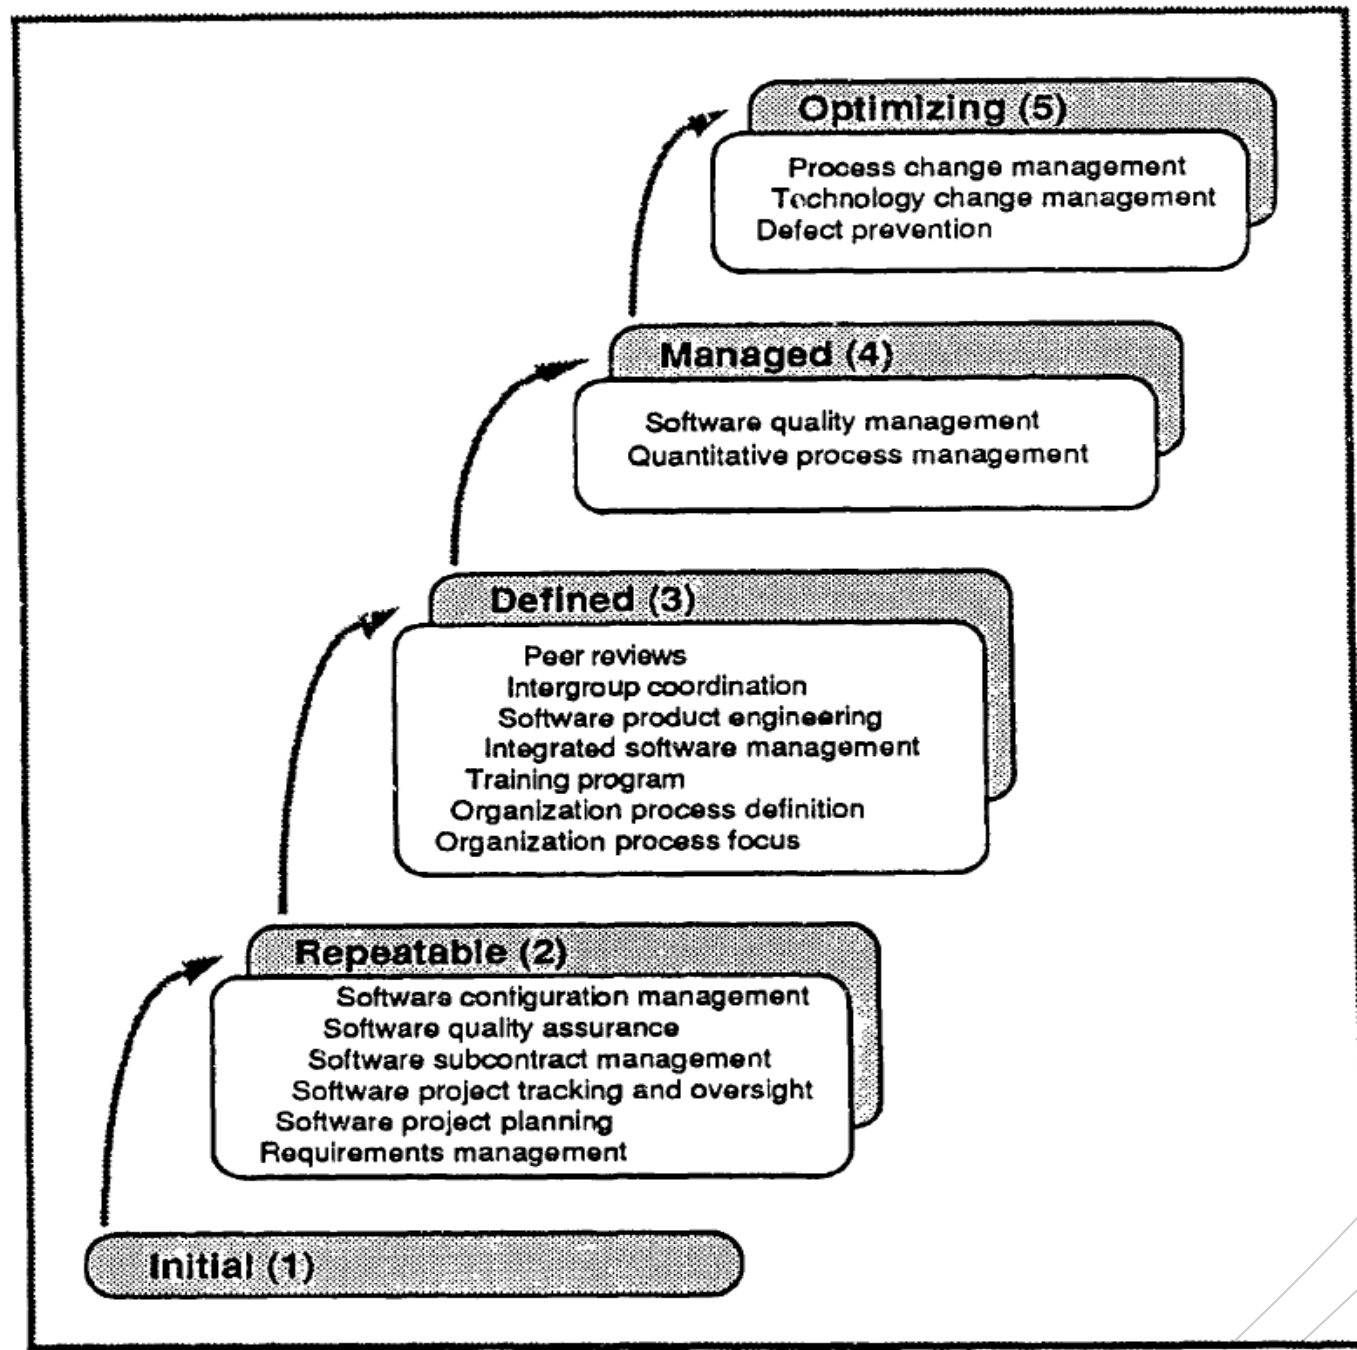 Optimizing (5)
Process change management
Technology change management
Defect prevention
Managed (4)
Software quality management
Quantitative process management
Defined (3)
Peer reviews
Intergroup coordination
Software product engineering
Integrated software management
Training program
Organization process definition
Organization process focus
Repeatable (2)
Software configuration management
Software quality assurance
Software subcontract management
Software project tracking and oversight
Software project planning
Requirements management
Initial (1)